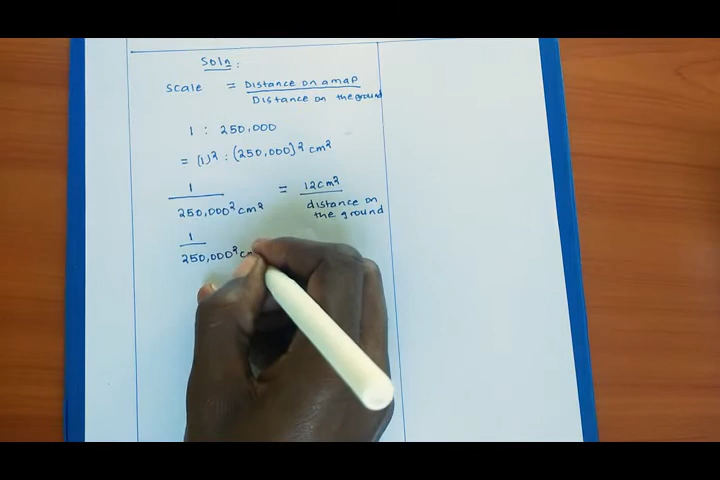 Soln:
Scale = Distance on a map / Distance on the ground
1 : 250,000
= (1)² : (250,000)² cm²
1 / 250,000² cm² = 12cm² / distance on the ground
1 / 250,000²